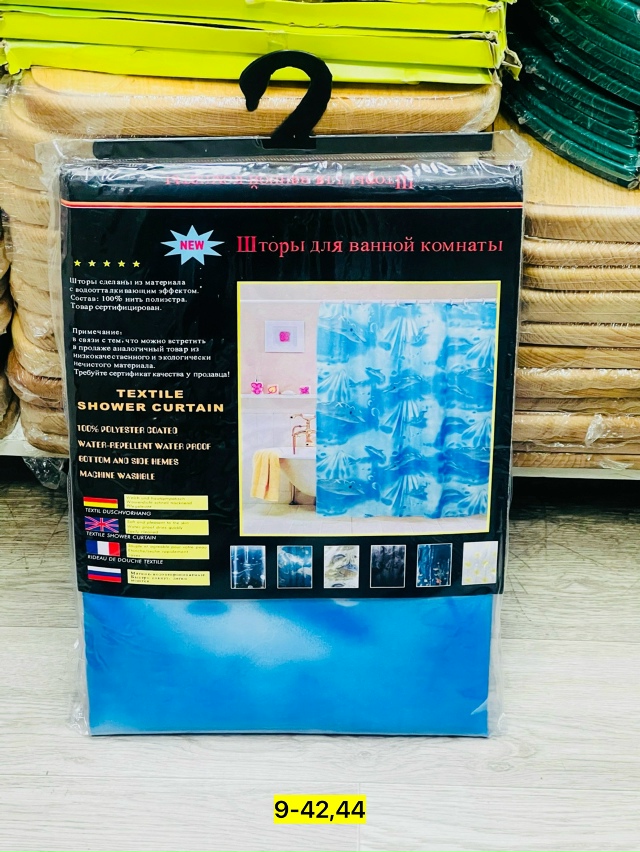 NEW
Шторы для ванной комнаты
Шторы сделаны из материала
с водоотталкивающим эффектом.
Состав: 100% нить полиэстра.
Товар сертифицирован.
Примечание:
в связи с тем, что можно встретить
в продаже аналогичный товар из
низкокачественного и экологически
нечистого материала.
Требуйте сертификат качества у продавца!
TEXTILE
SHOWER CURTAIN
100% POLYESTER COATED
WATER-REPELLENT WATER PROOF
BOTTOM AND SIDE HEMES
MACHINE WASHBLE
TEXTIL DUSCHVORHANG
TEXTILE SHOWER CURTAIN
RIDEAU DE DOUCHE TEXTILE
9-42,44